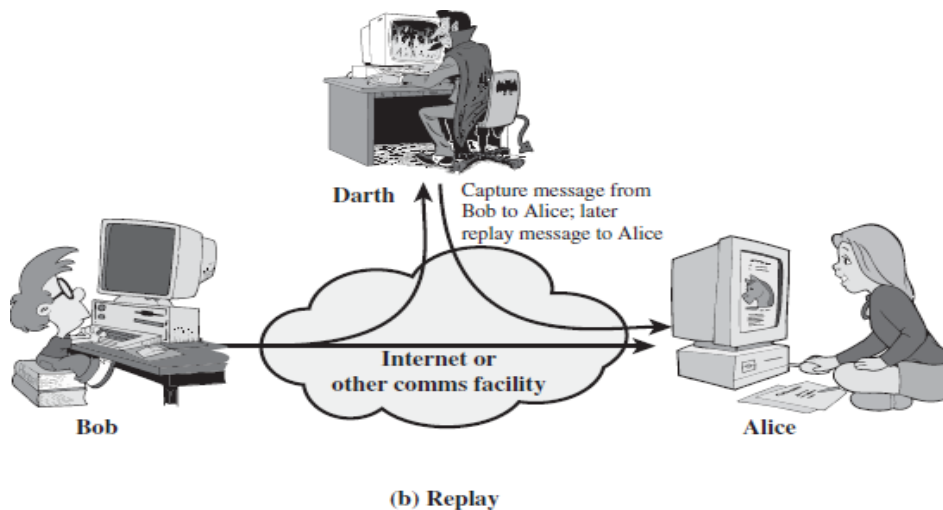 Darth
Capture message from
Bob to Alice; later
replay message to Alice
Internet or
other comms facility
Bob
Alice
(b) Replay